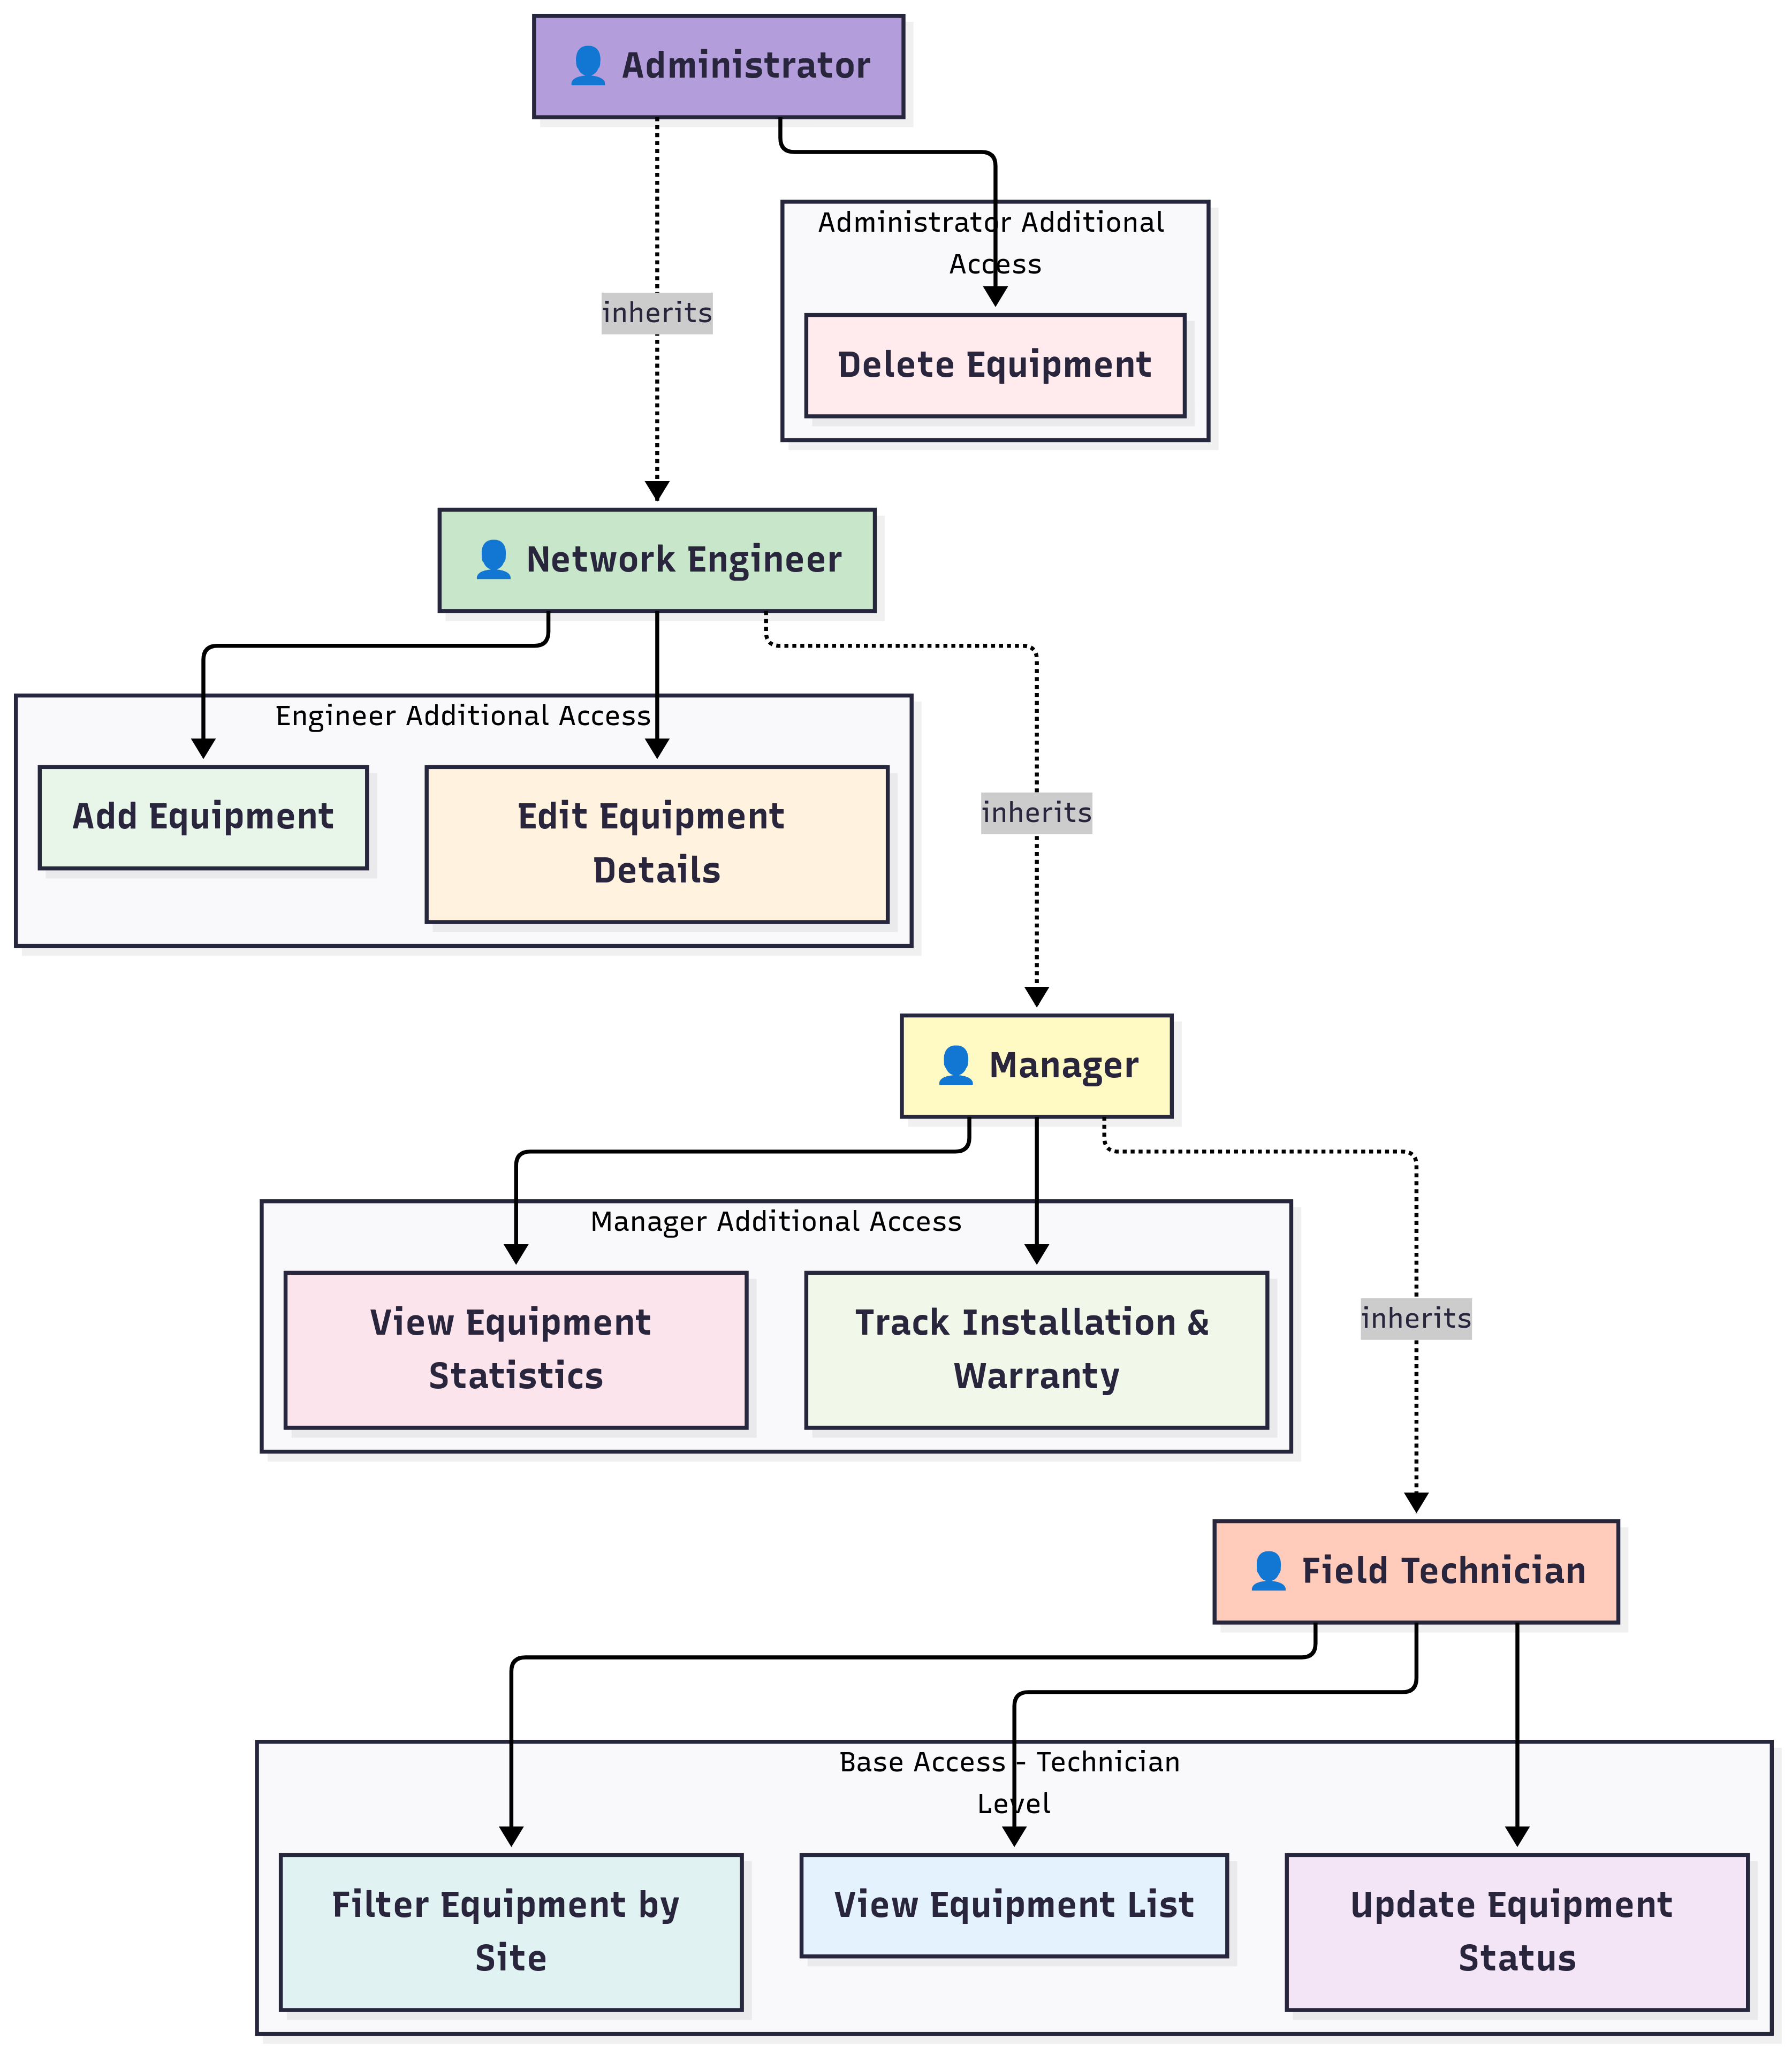 Administrator
Administrator Additional
Access
inherits
Delete Equipment
Network Engineer
Engineer Additional Access
Add Equipment
Edit Equipment
Details
inherits
Manager
Manager Additional Access
View Equipment
Statistics
Track Installation &
Warranty
inherits
Field Technician
Base Access - Technician
Level
Filter Equipment by
Site
View Equipment List
Update Equipment
Status